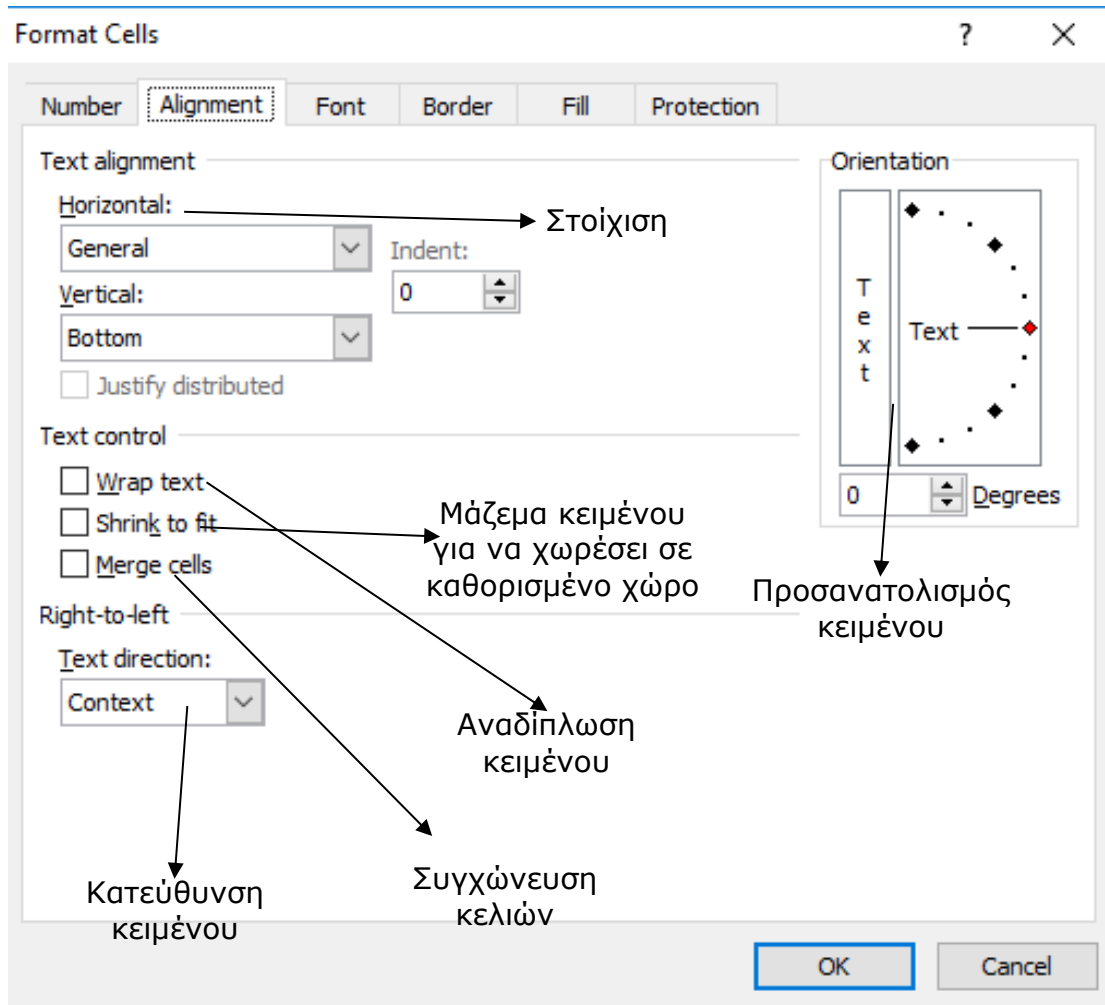 Format Cells
?
Number Alignment Font Border Fill Protection
Text alignment
Orientation
Horizontal:
Στοίχιση
General
Indent:
Vertical:
0
Bottom
Justify distributed
Text
Text
Text control
Wrap text
0 Degrees
Shrink to fit
Μάζεμα κειμένου
για να χωρέσει σε
καθορισμένο χώρο
Merge cells
Προσανατολισμός
κειμένου
Right-to-left
Text direction:
Context
Αναδίπλωση
κειμένου
Συγχώνευση
κελιών
Κατεύθυνση
κειμένου
OK Cancel